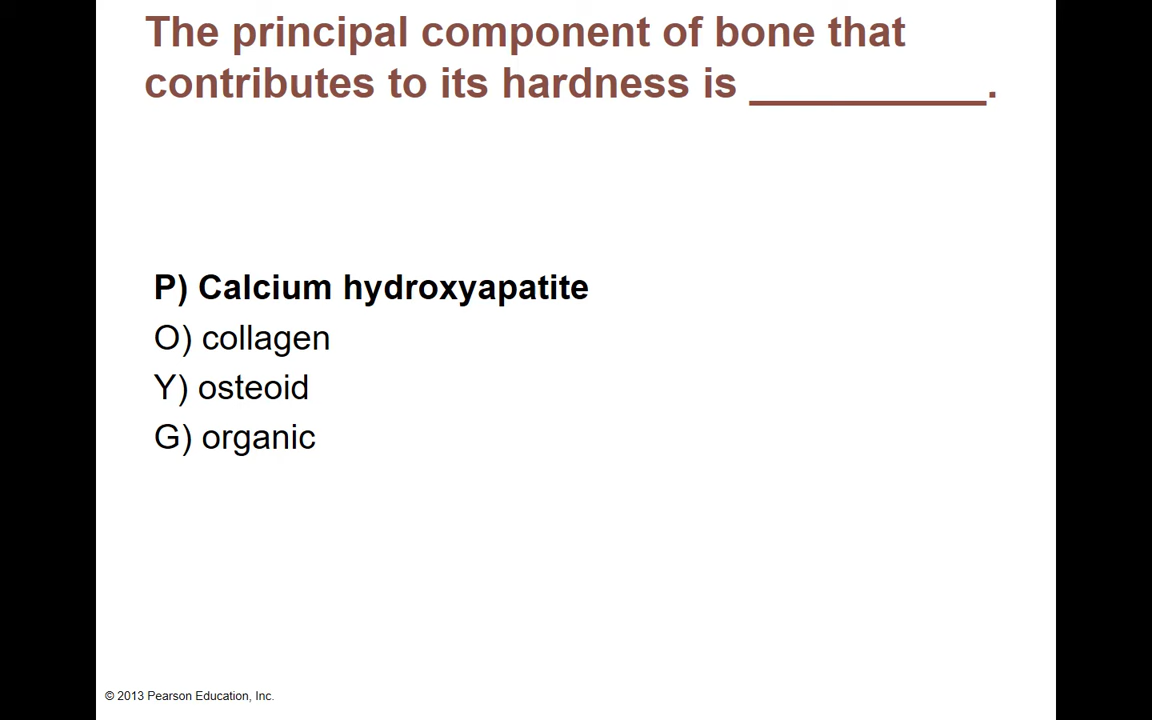 The principal component of bone that
contributes to its hardness is __________.
P) Calcium hydroxyapatite
O) collagen
Y) osteoid
G) organic
© 2013 Pearson Education, Inc.